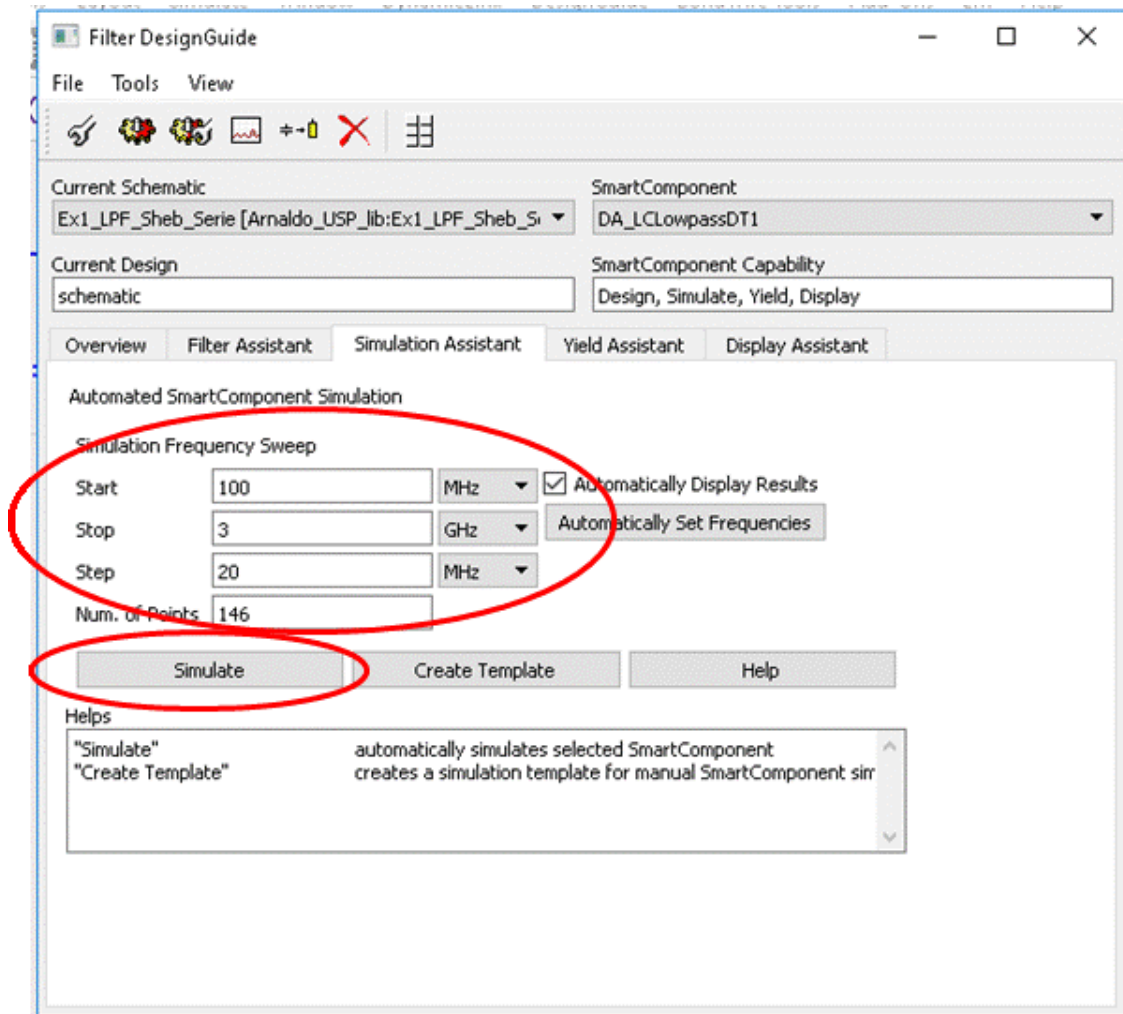 Filter DesignGuide
File Tools View
Current Schematic SmartComponent
Ex1_LPF_Sheb_Serie [Arnaldo_USP_lib:Ex1_LPF_Sheb_S DA_LCLowpassDT1
Current Design SmartComponent Capability
schematic Design, Simulate, Yield, Display
Overview Filter Assistant Simulation Assistant Yield Assistant Display Assistant
Automated SmartComponent Simulation
Simulation Frequency Sweep
Start 100 MHz Automatically Display Results
Stop 3 GHz Automatically Set Frequencies
Step 20 MHz
Num. of Points 146
Simulate Create Template Help
Helps
"Simulate" automatically simulates selected SmartComponent
"Create Template" creates a simulation template for manual SmartComponent sim